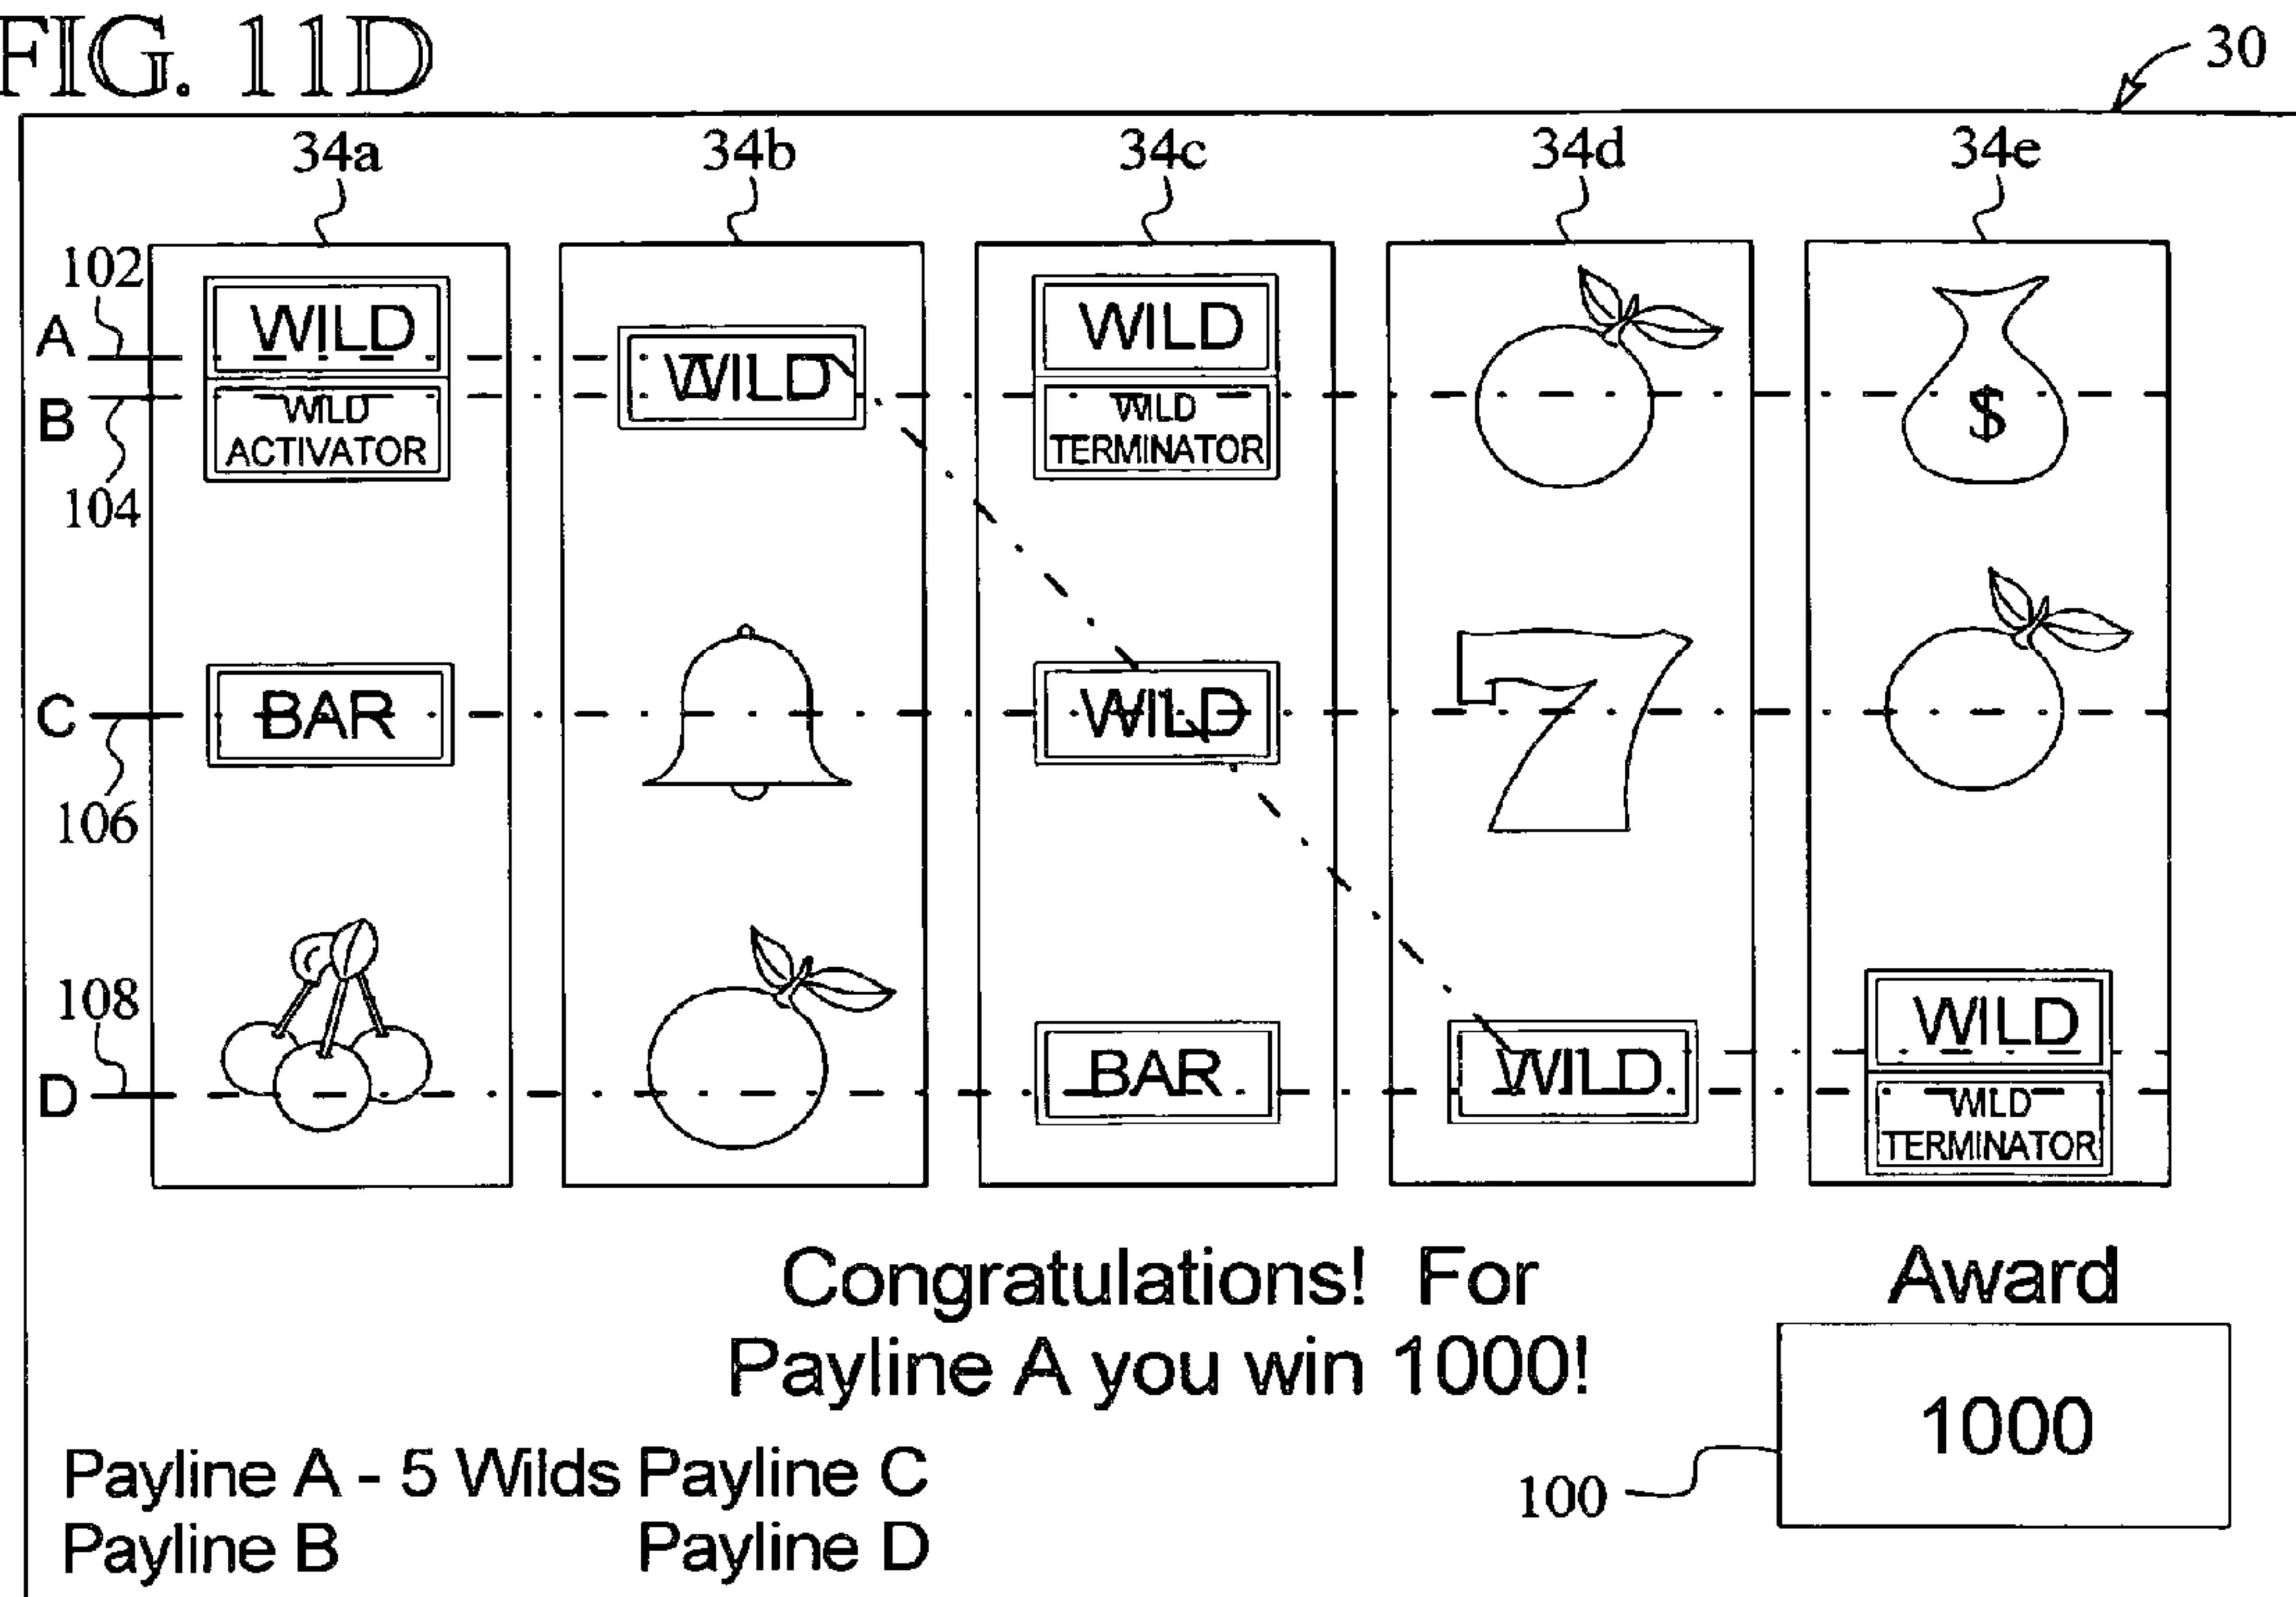 FIG. 11D
30
34a 34b 34c 34d 34e
102
A
B
104
WILD
WILD
ACTIVATOR
WILD
WILD
WILD
TERMINATOR
$
C
106
BAR
WILD
7
108
D
BAR
WILD
WILD
WILD
TERMINATOR
Congratulations! For
Payline A you win 1000!
Award
1000
100
Payline A - 5 Wilds Payline C
Payline B Payline D